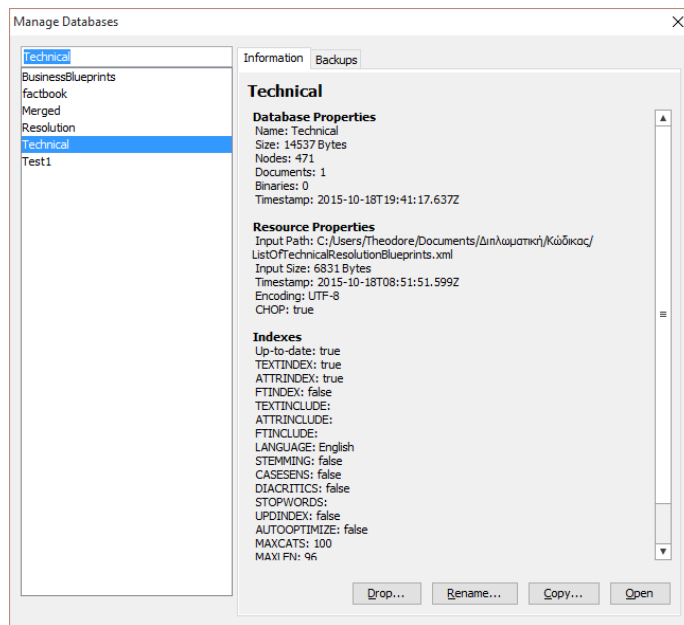 Manage Databases
Technical
BusinessBlueprints
factbook
Merged
Resolution
Technical
Test1
Information Backups
Technical
Database Properties
Name: Technical
Size: 14537 Bytes
Nodes: 471
Documents: 1
Binaries: 0
Timestamp: 2015-10-18T19:41:17.637Z
Resource Properties
Input Path: C:/Users/Theodore/Documents/Διπλωματική/Κώδικας/
ListOfTechnicalResolutionBlueprints.xml
Input Size: 6831 Bytes
Timestamp: 2015-10-18T08:51:51.599Z
Encoding: UTF-8
CHOP: true
Indexes
Up-to-date: true
TEXTINDEX: true
ATTRINDEX: true
FTINDEX: false
TEXTINCLUDE:
ATTRINCLUDE:
FTINCLUDE:
LANGUAGE: English
STEMMING: false
CASESENS: false
DIACRITICS: false
STOPWORDS:
UPDINDEX: false
AUTOOPTIMIZE: false
MAXCATS: 100
MAXLEN: 96
Drop... Rename... Copy... Open